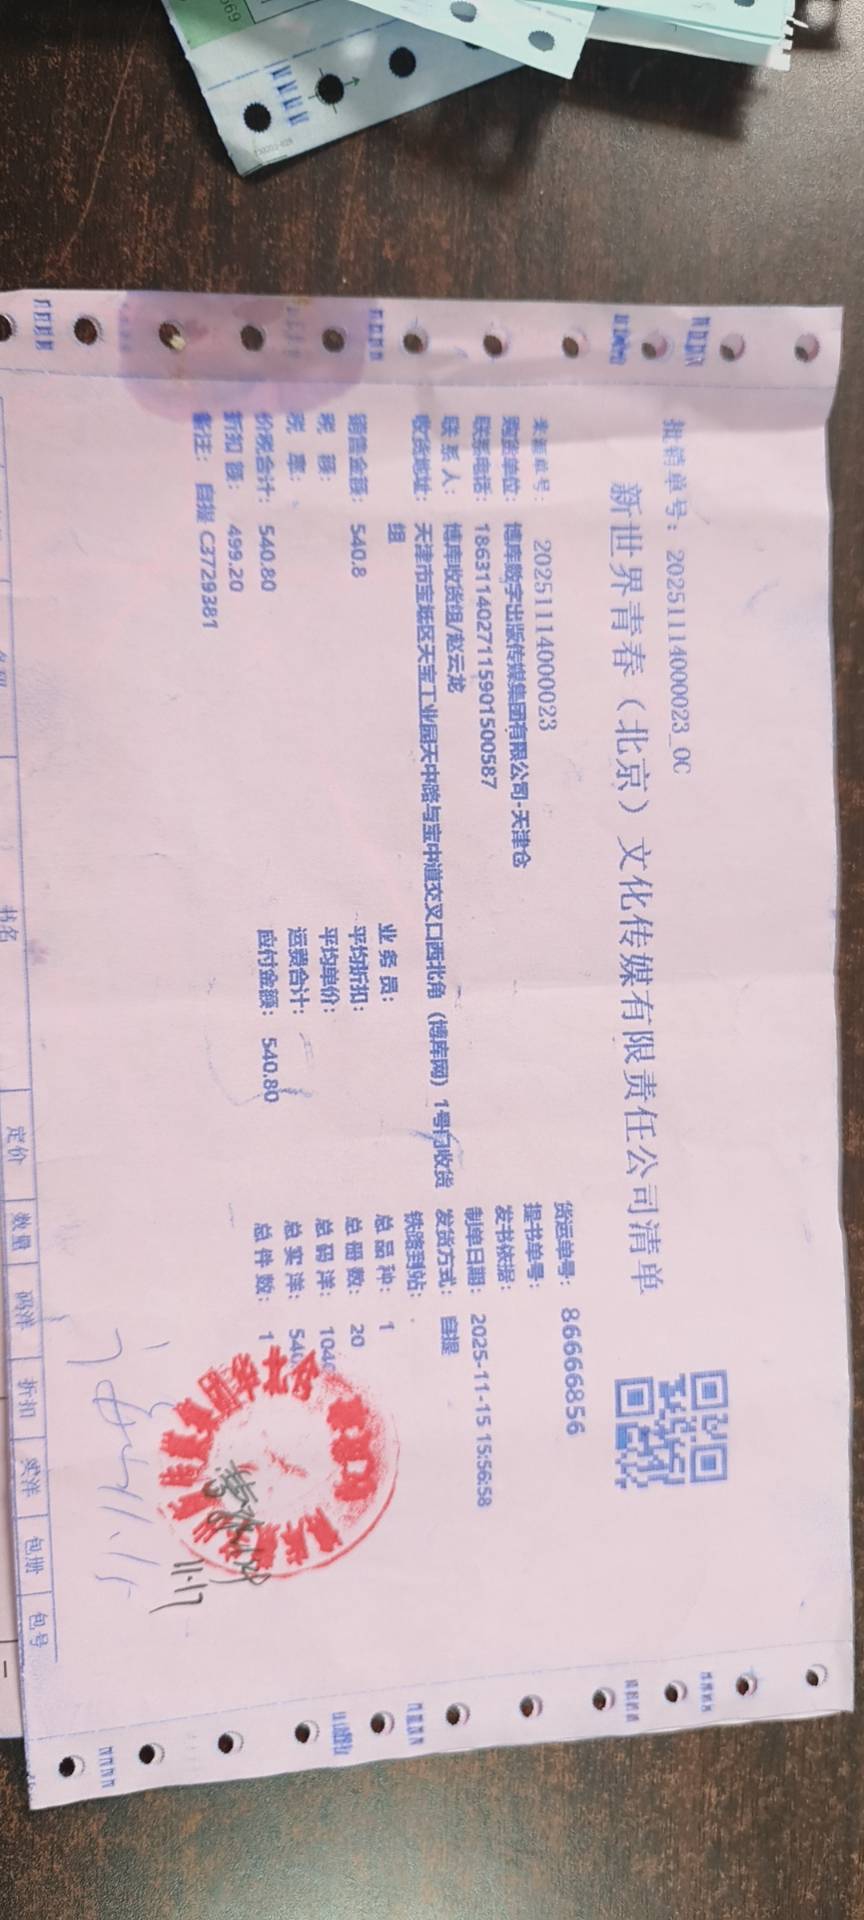 批销单号：20251114000023_0C
新世界青春（北京）文化传媒有限责任公司清单
来源单号： 20251114000023
货运单号： 86666856
购货单位： 博库数字出版传媒集团有限公司-天津仓
提书单号：
联系电话： 1863114027115901500587
发书依据：
联 系 人： 博库收货组/赵云龙
制单日期： 2025-11-15 15:56:58
收货地址： 天津市宝坻区天宝工业园天中路与宝中道交叉口西北角（博库网）1号门收货
组
发货方式： 自提
铁路到站：
销售金额： 540.8
业 务 员：
总 品 种： 1
税 额：
平均折扣：
总 册 数： 20
税 率：
平均单价：
总 码 洋： 104
运费合计：
总 实 洋： 540
价税合计： 540.80
应付金额： 540.80
总 件 数： 1
折扣 额： 499.20
备注： 自提 C3729381
11.17
11.15
书名
定价
数量
码洋
折扣
实洋
包册
包号